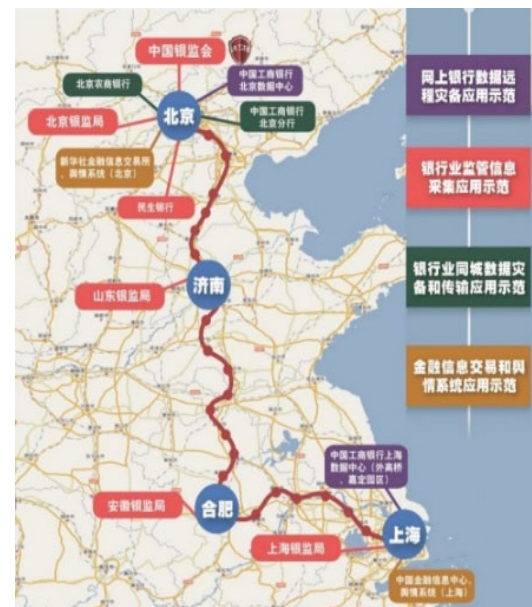 中国银监会
北京农商银行
中国工商银行
北京数据中心
北京银监局
北京
中国工商银行
北京分行
新华社金融信息交易所
、舆情系统（北京）
民生银行
山东银监局
济南
安徽银监局
合肥
中国工商银行上海
数据中心（外高桥
、嘉定园区）
上海银监局
上海
中国金融信息中心、
舆情系统（上海）
网上银行数据远
程灾备应用示范
银行业监管信息
采集应用示范
银行业同城数据灾
备和传输应用示范
金融信息交易和舆
情系统应用示范